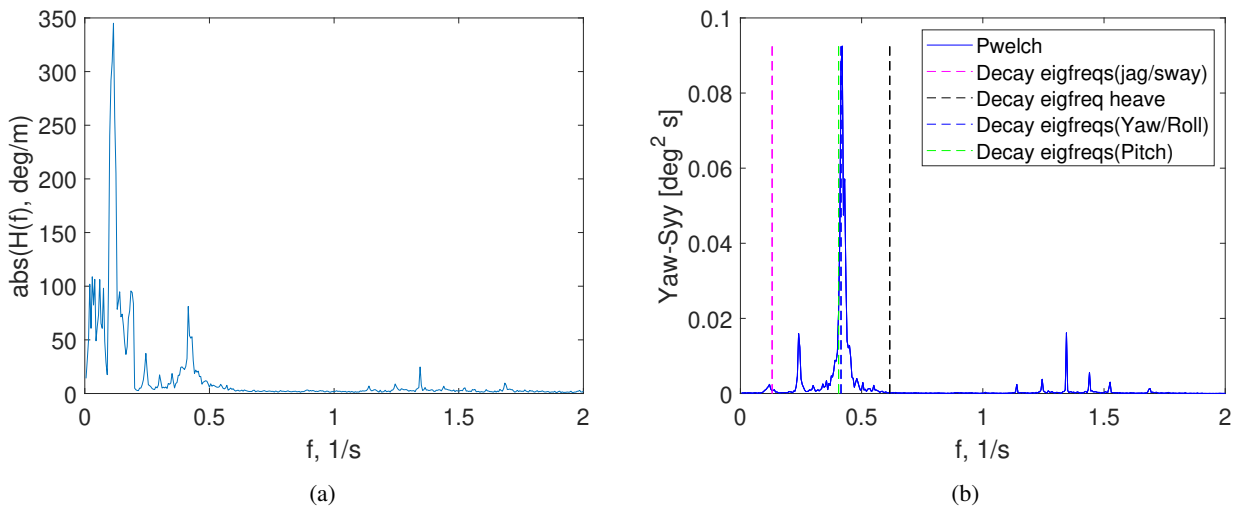 350
300
250
200
150
100
50
0
abs(H(f), deg/m)
0
0.5
1
1.5
2
f, 1/s
(a)
0.1
0.08
0.06
0.04
0.02
0
Yaw-Syy [deg² s]
Pwelch
Decay eigfreqs(jag/sway)
Decay eigfreq heave
Decay eigfreqs(Yaw/Roll)
Decay eigfreqs(Pitch)
0
0.5
1
1.5
2
f, 1/s
(b)